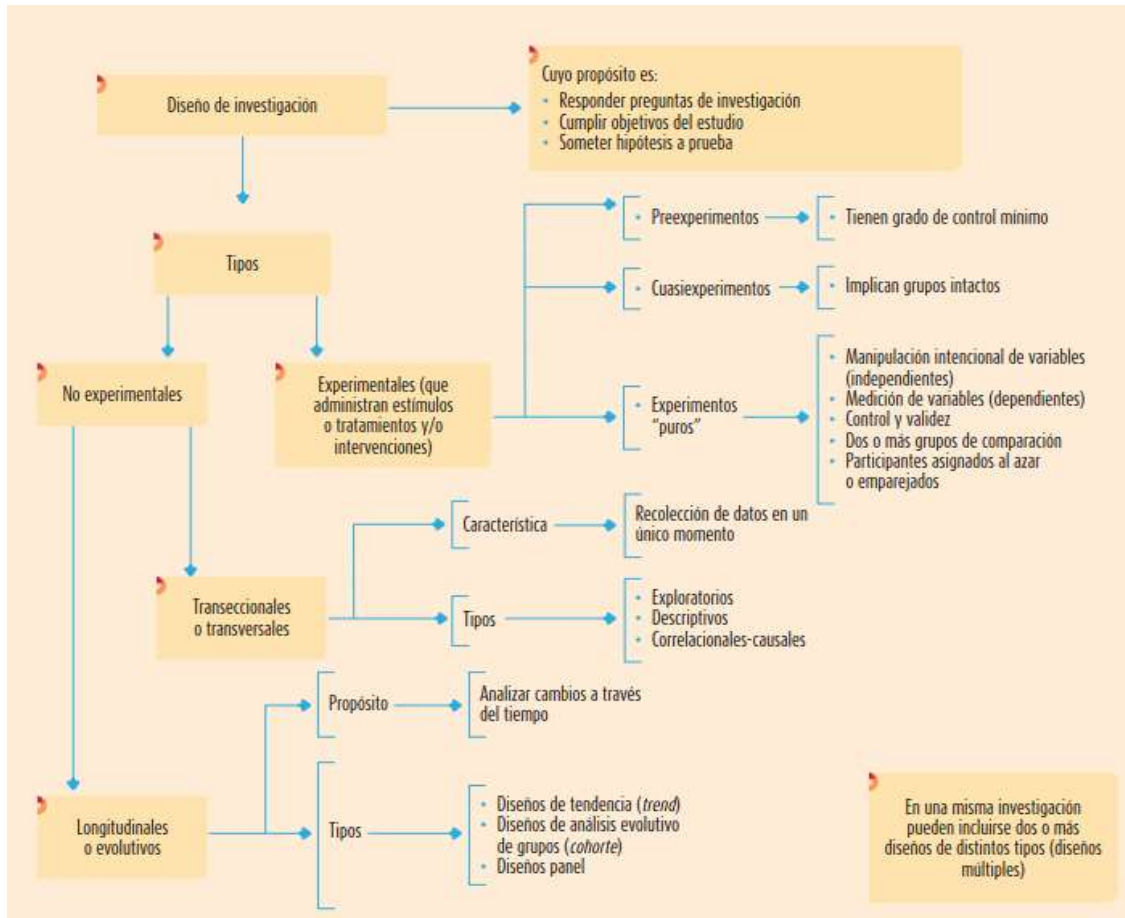 Diseño de investigación
Cuyo propósito es:
• Responder preguntas de investigación
• Cumplir objetivos del estudio
• Someter hipótesis a prueba
Tipos
No experimentales
Experimentales (que
administran estímulos
o tratamientos y/o
intervenciones)
• Preexperimentos
• Tienen grado de control mínimo
• Cuasiexperimentos
• Implican grupos intactos
• Experimentos
"puros"
• Manipulación intencional de variables
(independientes)
• Medición de variables (dependientes)
• Control y validez
• Dos o más grupos de comparación
• Participantes asignados al azar
o emparejados
Transeccionales
o transversales
Característica
Recolección de datos en un
único momento
Tipos
• Exploratorios
• Descriptivos
• Correlacionales-causales
Longitudinales
o evolutivos
Propósito
Analizar cambios a través
del tiempo
Tipos
• Diseños de tendencia (trend)
• Diseños de análisis evolutivo
de grupos (cohorte)
• Diseños panel
En una misma investigación
pueden incluirse dos o más
diseños de distintos tipos (diseños
múltiples)